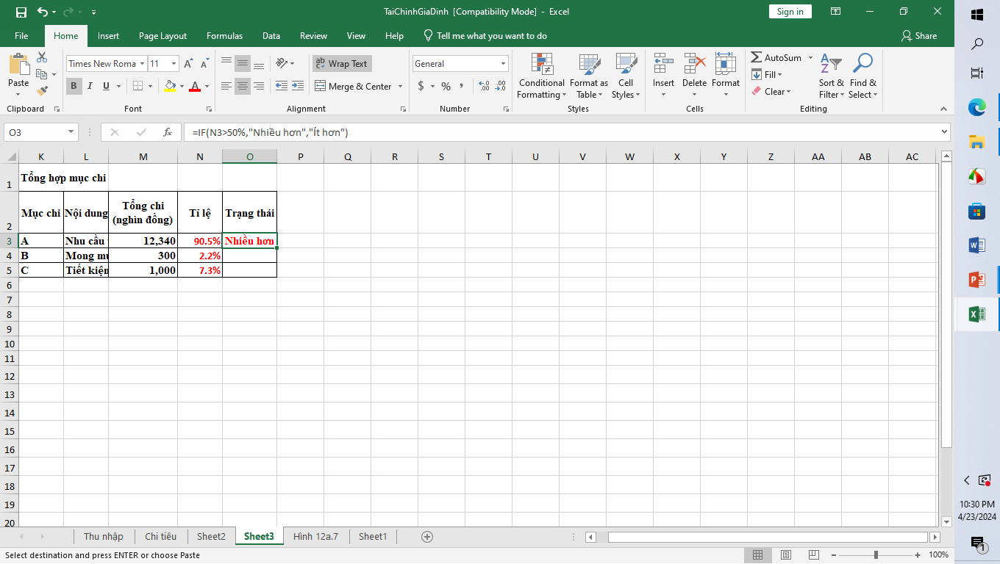 TaiChinhGiaDinh [Compatibility Mode] - Excel
Sign in
File Home Insert Page Layout Formulas Data Review View Help Tell me what you want to do Share
Paste
Clipboard
Times New Roma 11
B I U A
Font
Wrap Text
Merge & Center
Alignment
General
$ % ,
Number
Conditional Formatting
Format as Table
Cell Styles
Styles
Insert Delete Format
Cells
AutoSum
Fill
Clear
Sort & Filter
Find & Select
Editing
O3 fx =IF(N3>50%,"Nhiều hơn","Ít hơn")
K L M N O P Q R S T U V W X Y Z AA AB AC
1 Tổng hợp mục chi
2 Mục chi Nội dung Tổng chi (nghìn đồng) Tỉ lệ Trạng thái
3 A Nhu cầu 12,340 90.5% Nhiều hơn
4 B Mong mu 300 2.2%
5 C Tiết kiện 1,000 7.3%
6
7
8
9
10
11
12
13
14
15
16
17
18
19
20
Thu nhập Chi tiêu Sheet2 Sheet3 Hình 12a.7 Sheet1
Select destination and press ENTER or choose Paste
100%
10:30 PM
4/23/2024
1